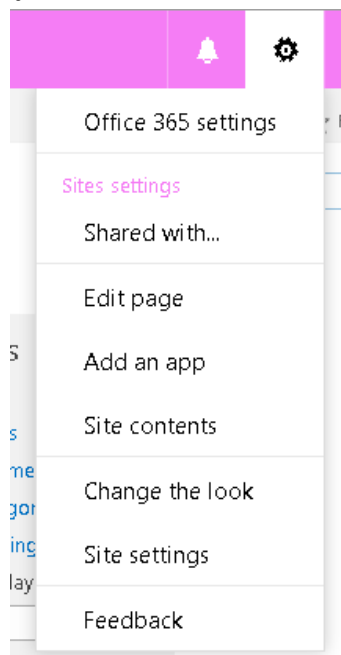 Office 365 settings
Sites settings
Shared with...
Edit page
Add an app
Site contents
Change the look
Site settings
Feedback